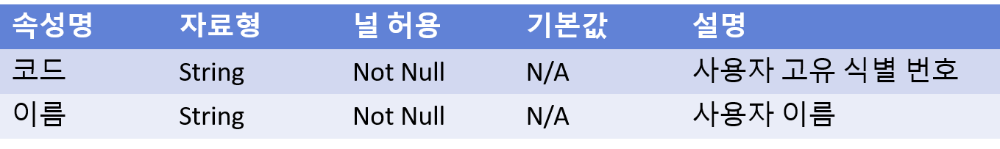 속성명 자료형 널 허용 기본값 설명
코드 String Not Null N/A 사용자 고유 식별 번호
이름 String Not Null N/A 사용자 이름